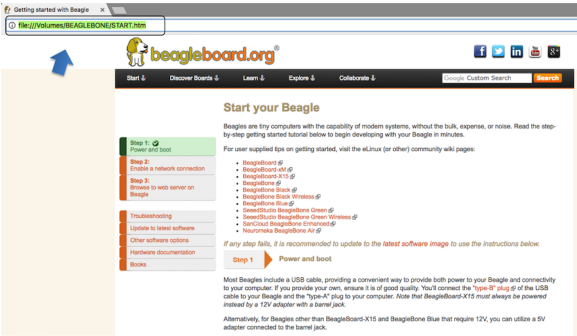 Getting started with Beagle
file:///Volumes/BEAGLEBONE/START.htm
beagleboard.org®
Start
Discover Boards
Learn
Explore
Collaborate
Google Custom Search
Search
Start your Beagle
Beagles are tiny computers with the capability of modern systems, without the bulk, expense, or noise. Read the step-
by-step getting started tutorial below to begin developing with your Beagle in minutes.
Step 1:
Power and boot
Step 2:
Enable a network connection
Step 3:
Browse to web server on
Beagle
Troubleshooting
Update to latest software
Other software options
Hardware documentation
Books
For user supplied tips on getting started, visit the eLinux (or other) community wiki pages:
BeagleBoard
BeagleBoard-xM
BeagleBoard-X15
BeagleBone
BeagleBone Black
BeagleBone Black Wireless
BeagleBone Blue
SeeedStudio BeagleBone Green
SeeedStudio BeagleBone Green Wireless
SanCloud BeagleBone Enhanced
Neuromeka BeagleBone Air
If any step fails, it is recommended to update to the latest software image to use the instructions below.
Step 1
Power and boot
Most Beagles include a USB cable, providing a convenient way to provide both power to your Beagle and connectivity
to your computer. If you provide your own, ensure it is of good quality. You'll connect the "type-B" plug of the USB
cable to your Beagle and the "type-A" plug to your computer. Note that BeagleBoard-X15 must always be powered
instead by a 12V adapter with a barrel jack.
Alternatively, for Beagles other than BeagleBoard-X15 and BeagleBone Blue that require 12V, you can utilize a 5V
adapter connected to the barrel jack.